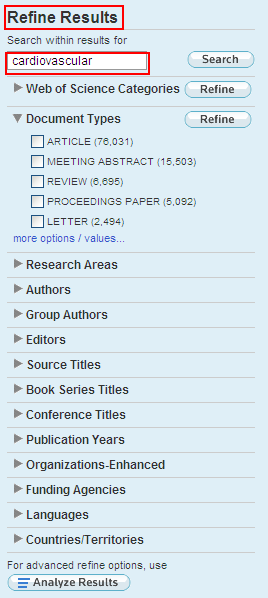 Refine Results
Search within results for
cardiovascular Search
Web of Science Categories Refine
Document Types Refine
ARTICLE (76,031)
MEETING ABSTRACT (15,503)
REVIEW (6,695)
PROCEEDINGS PAPER (5,092)
LETTER (2,494)
more options / values...
Research Areas
Authors
Group Authors
Editors
Source Titles
Book Series Titles
Conference Titles
Publication Years
Organizations-Enhanced
Funding Agencies
Languages
Countries/Territories
For advanced refine options, use
Analyze Results